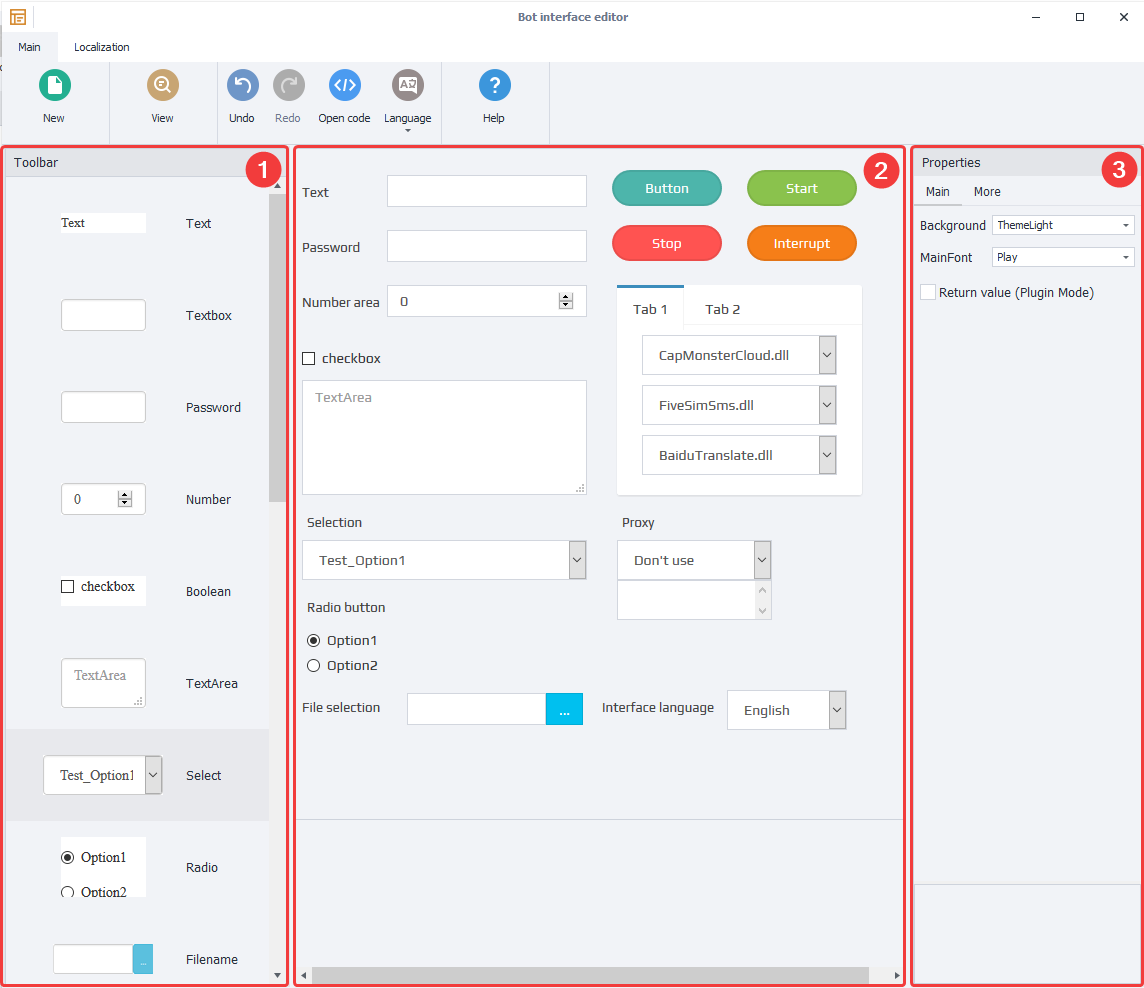 Bot interface editor
Main Localization
New View Undo Redo Open code Language Help
Toolbar
1
Text Text
Textbox
Password
0 Number
checkbox Boolean
TextArea TextArea
Test_Option1 Select
Option1
Radio
Option2
... Filename
2
Text
Password
Number area 0
checkbox
TextArea
Selection
Test_Option1
Radio button
Option1
Option2
File selection ...
Button Start
Stop Interrupt
Tab 1 Tab 2
CapMonsterCloud.dll
FiveSimSms.dll
BaiduTranslate.dll
Proxy
Don't use
Interface language English
Properties
3
Main More
Background ThemeLight
MainFont Play
Return value (Plugin Mode)